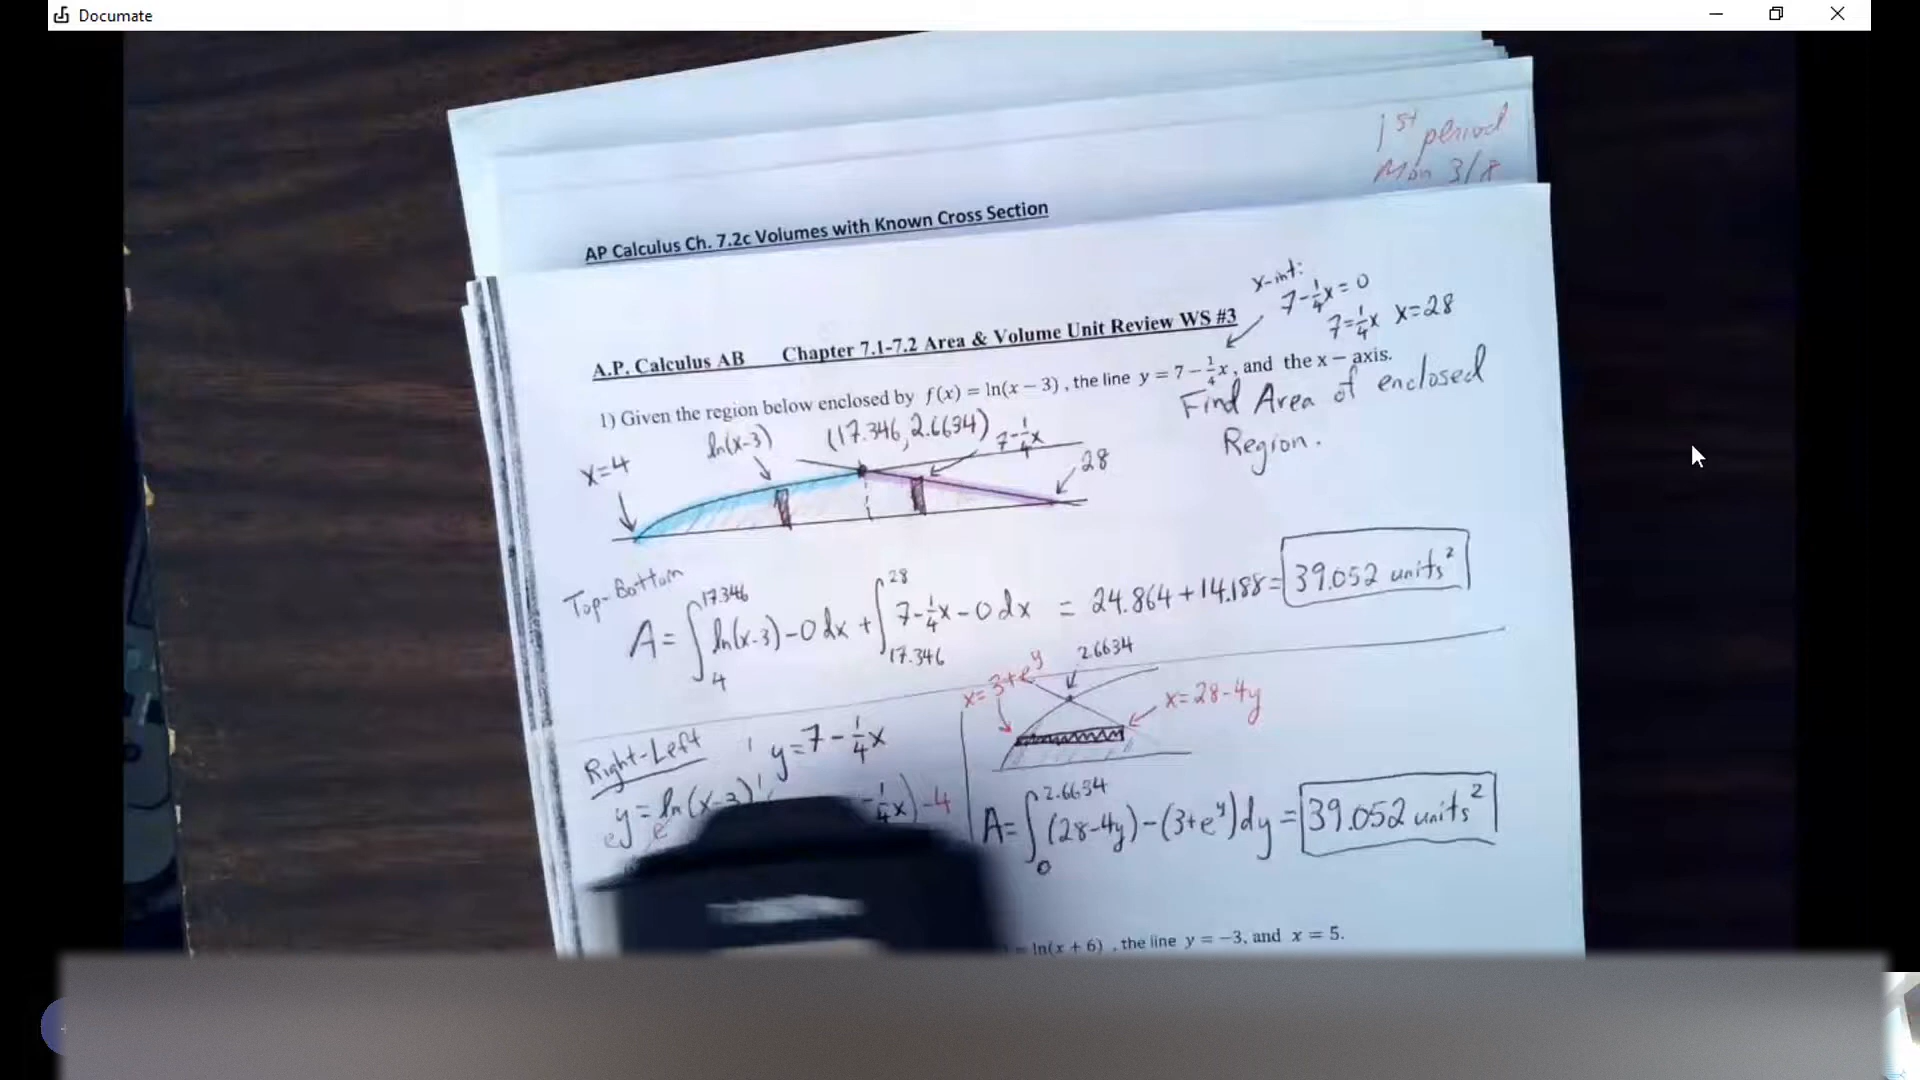 Documate
1st period
Mon 3/8
AP Calculus Ch. 7.2c Volumes with Known Cross Section
x-int:
7-1/4x=0
7=1/4x x=28
A.P. Calculus AB Chapter 7.1-7.2 Area & Volume Unit Review WS #3
1) Given the region below enclosed by f(x) = ln(x − 3) , the line y = 7 − 1/4 x , and the x − axis.
Find Area of enclosed
Region.
x=4
ln(x-3)
(17.346, 2.6634)
7-1/4x
28
Top-Bottom
A = ∫_4^17.346 ln(x-3) - 0 dx + ∫_17.346^28 7-1/4x - 0 dx = 24.864 + 14.188 = 39.052 units²
x=3+e^y
2.6634
x=28-4y
Right-Left
y=7-1/4x
y = ln(x-3)
-1/4x) -4
A = ∫_0^2.6634 (28-4y) - (3+e^y) dy = 39.052 units²
= ln(x + 6) , the line y = −3, and x = 5.